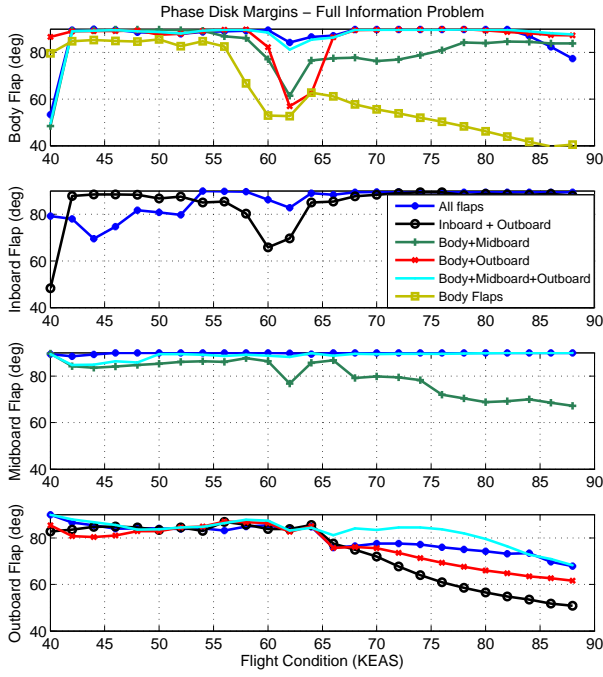 Phase Disk Margins – Full Information Problem
Body Flap (deg)
80
60
40
40 45 50 55 60 65 70 75 80 85 90
Inboard Flap (deg)
80
60
40
40 45 50 55 60 65 70 75 80 85 90
All flaps
Inboard + Outboard
Body+Midboard
Body+Outboard
Body+Midboard+Outboard
Body Flaps
Midboard Flap (deg)
80
60
40
40 45 50 55 60 65 70 75 80 85 90
Outboard Flap (deg)
80
60
40
40 45 50 55 60 65 70 75 80 85 90
Flight Condition (KEAS)